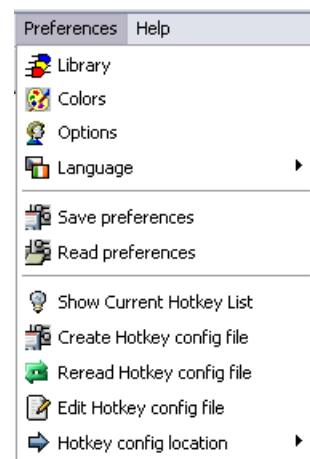 Preferences Help
Library
Colors
Options
Language
Save preferences
Read preferences
Show Current Hotkey List
Create Hotkey config file
Reread Hotkey config file
Edit Hotkey config file
Hotkey config location